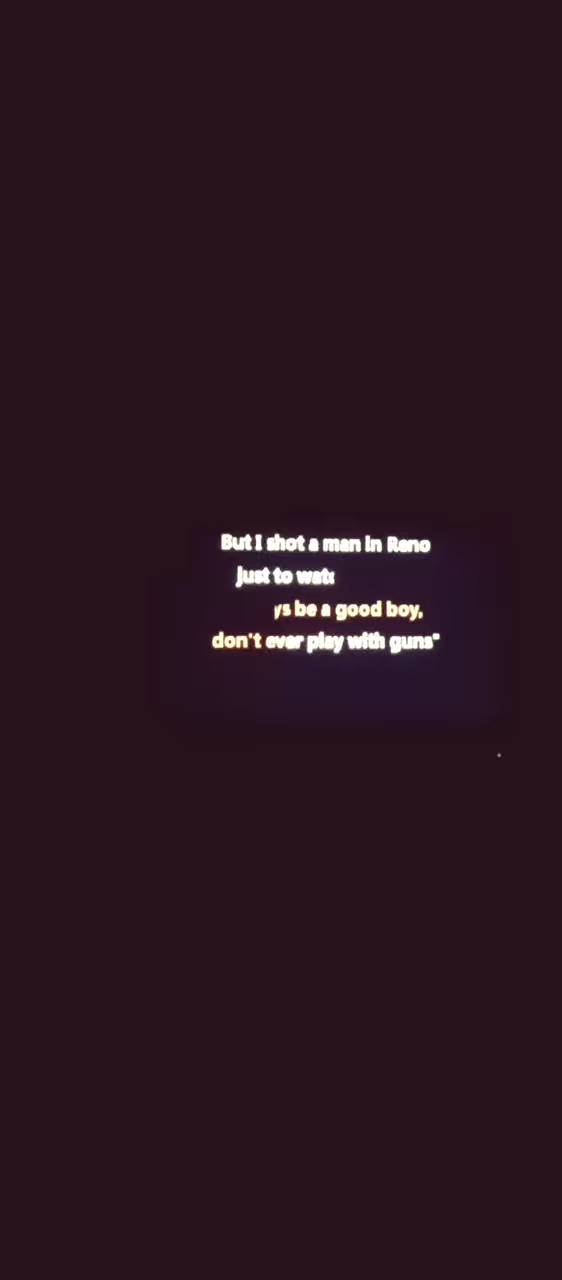 But I shot a man in Reno
Just to
be a good boy,
don't ever play with guns"